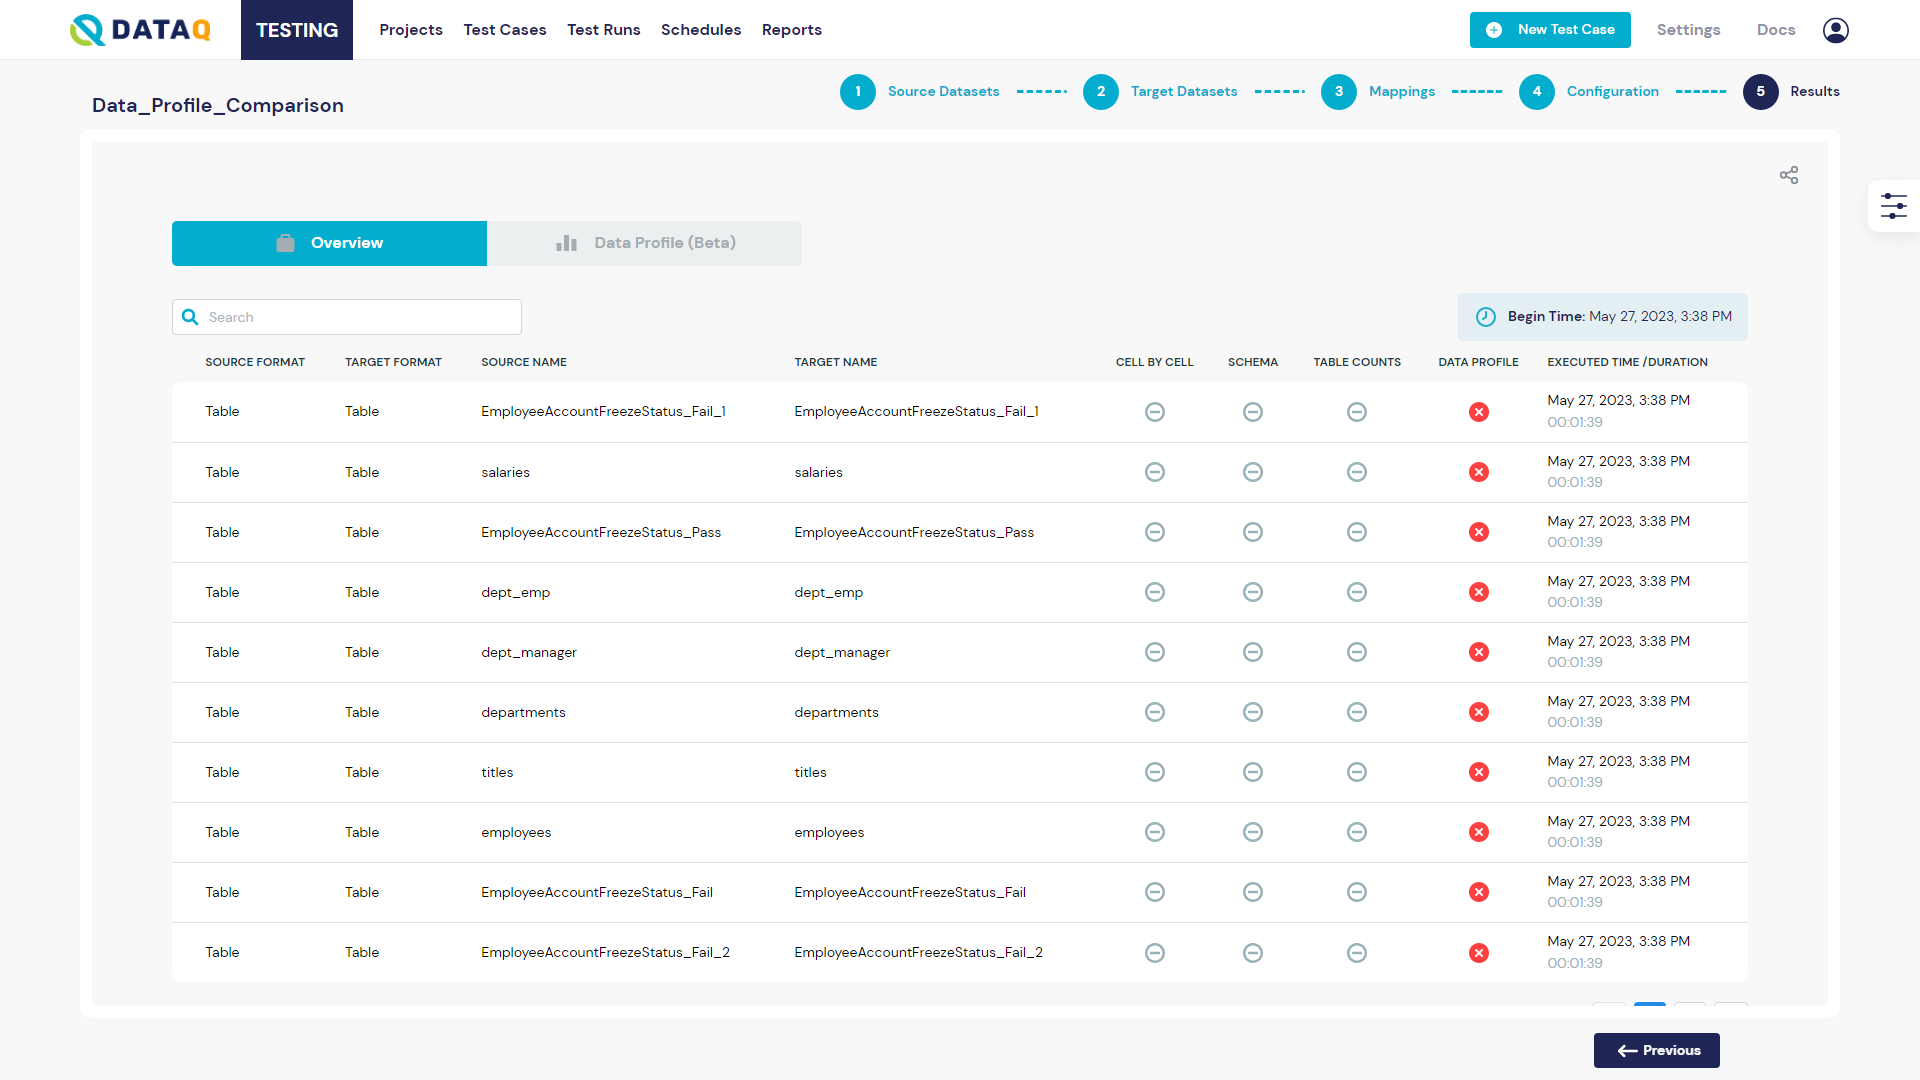 DATAQ
TESTING
Projects Test Cases Test Runs Schedules Reports
New Test Case
Settings
Docs
Data_Profile_Comparison
1 Source Datasets
2 Target Datasets
3 Mappings
4 Configuration
5 Results
Overview
Data Profile (Beta)
Search
Begin Time: May 27, 2023, 3:38 PM
SOURCE FORMAT TARGET FORMAT SOURCE NAME TARGET NAME CELL BY CELL SCHEMA TABLE COUNTS DATA PROFILE EXECUTED TIME /DURATION
Table Table EmployeeAccountFreezeStatus_Fail_1 EmployeeAccountFreezeStatus_Fail_1 May 27, 2023, 3:38 PM
00:01:39
Table Table salaries salaries May 27, 2023, 3:38 PM
00:01:39
Table Table EmployeeAccountFreezeStatus_Pass EmployeeAccountFreezeStatus_Pass May 27, 2023, 3:38 PM
00:01:39
Table Table dept_emp dept_emp May 27, 2023, 3:38 PM
00:01:39
Table Table dept_manager dept_manager May 27, 2023, 3:38 PM
00:01:39
Table Table departments departments May 27, 2023, 3:38 PM
00:01:39
Table Table titles titles May 27, 2023, 3:38 PM
00:01:39
Table Table employees employees May 27, 2023, 3:38 PM
00:01:39
Table Table EmployeeAccountFreezeStatus_Fail EmployeeAccountFreezeStatus_Fail May 27, 2023, 3:38 PM
00:01:39
Table Table EmployeeAccountFreezeStatus_Fail_2 EmployeeAccountFreezeStatus_Fail_2 May 27, 2023, 3:38 PM
00:01:39
Previous